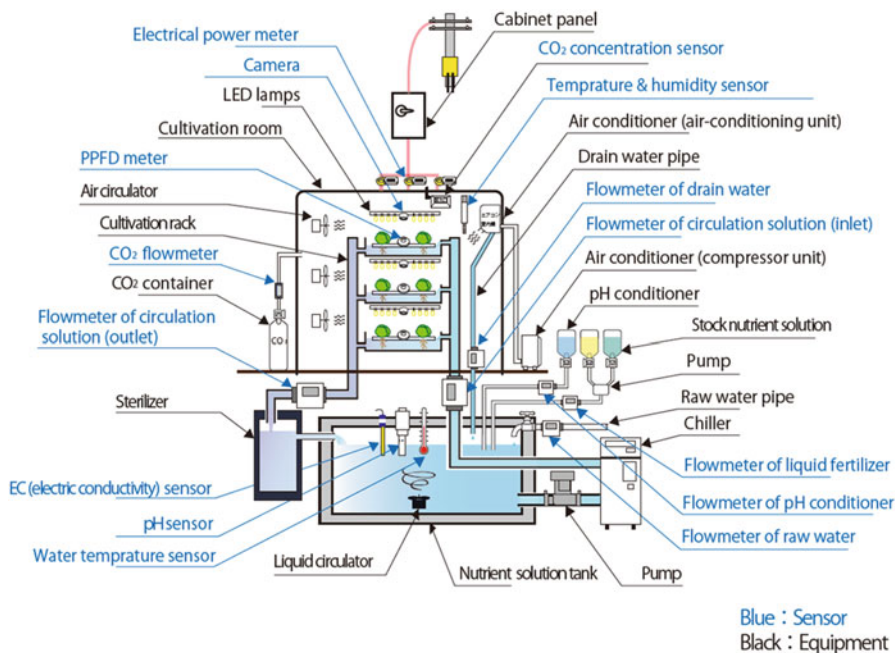 Cabinet panel
Electrical power meter
CO₂ concentration sensor
Camera
Temprature & humidity sensor
LED lamps
Air conditioner (air-conditioning unit)
Cultivation room
Drain water pipe
PPFD meter
Flowmeter of drain water
Air circulator
Flowmeter of circulation solution (inlet)
Cultivation rack
Air conditioner (compressor unit)
CO₂ flowmeter
pH conditioner
CO₂ container
Stock nutrient solution
Flowmeter of circulation
solution (outlet)
Pump
Raw water pipe
Sterilizer
Chiller
Flowmeter of liquid fertilizer
EC (electric conductivity) sensor
Flowmeter of pH conditioner
pH sensor
Flowmeter of raw water
Water temprature sensor
Liquid circulator
Nutrient solution tank
Pump
Blue : Sensor
Black : Equipment